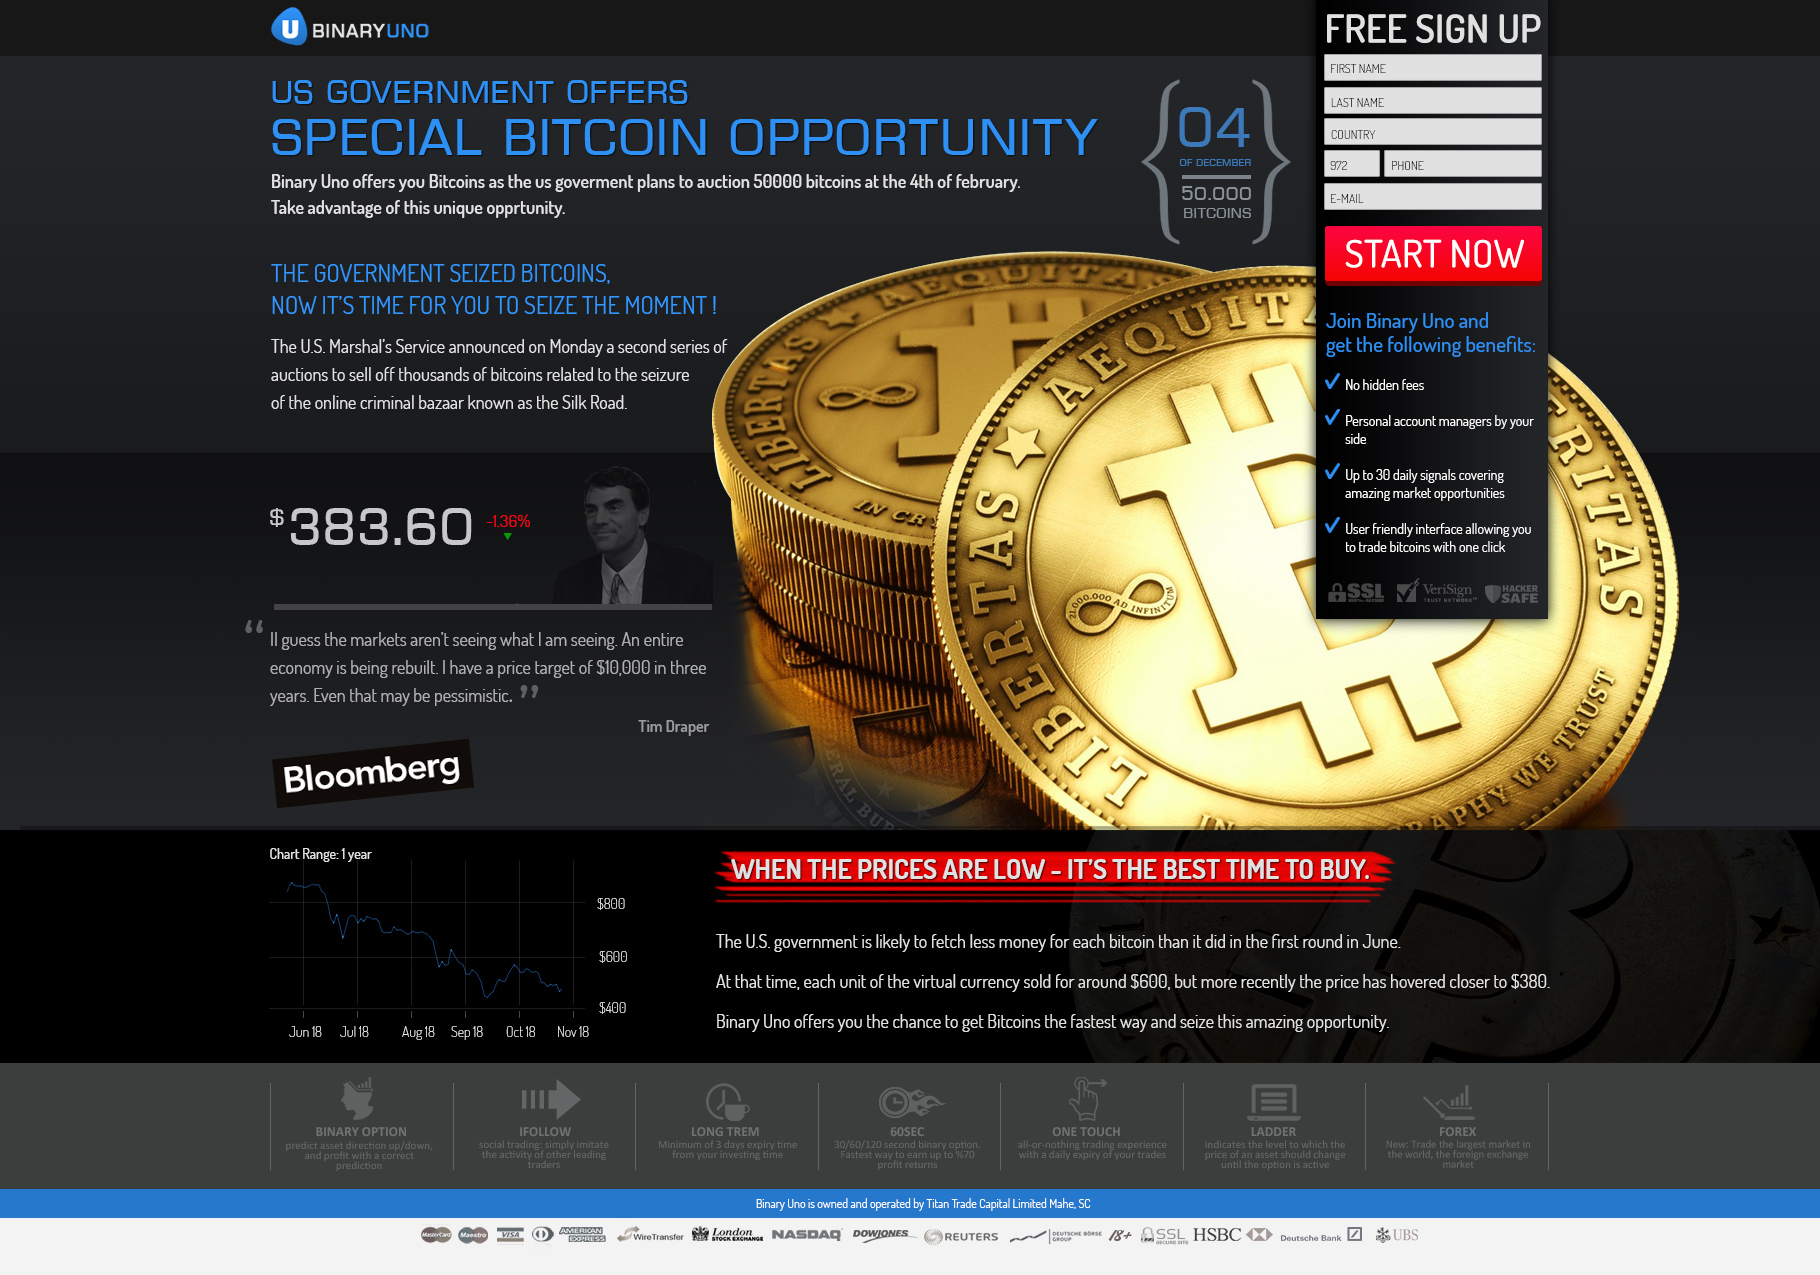 BINARYUNO
US GOVERNMENT OFFERS
SPECIAL BITCOIN OPPORTUNITY
Binary Uno offers you Bitcoins as the us goverment plans to auction 50000 bitcoins at the 4th of february.
Take advantage of this unique opprtunity.
04
OF DECEMBER
50.000
BITCOINS
FREE SIGN UP
FIRST NAME
LAST NAME
COUNTRY
972 PHONE
E-MAIL
START NOW
Join Binary Uno and
get the following benefits:
No hidden fees
Personal account managers by your
side
Up to 30 daily signals covering
amazing market opportunities
User friendly interface allowing you
to trade bitcoins with one click
SSL
VeriSign
TRUST NETWORK
HACKER
SAFE
THE GOVERNMENT SEIZED BITCOINS,
NOW IT'S TIME FOR YOU TO SEIZE THE MOMENT !
The U.S. Marshal's Service announced on Monday a second series of
auctions to sell off thousands of bitcoins related to the seizure
of the online criminal bazaar known as the Silk Road.
$383.60 -1.36%
“ II guess the markets aren't seeing what I am seeing. An entire
economy is being rebuilt. I have a price target of $10,000 in three
years. Even that may be pessimistic. ”
Tim Draper
Bloomberg
AEQUITA
LIBERTAS
IN CR
AEQUITA
LIBERTAS
ERITAS
10.000.000 AD INFINITUM
RAPHY WE TRUST
Chart Range: 1 year
$800
$600
$400
Jun 18 Jul 18 Aug 18 Sep 18 Oct 18 Nov 18
WHEN THE PRICES ARE LOW - IT'S THE BEST TIME TO BUY.
The U.S. government is likely to fetch less money for each bitcoin than it did in the first round in June.
At that time, each unit of the virtual currency sold for around $600, but more recently the price has hovered closer to $380.
Binary Uno offers you the chance to get Bitcoins the fastest way and seize this amazing opportunity.
BINARY OPTION
predict asset direction up/down,
and profit with a correct
prediction
IFOLLOW
social trading: simply imitate
the activity of other leading
traders
LONG TREM
Minimum of 3 days expiry time
from your investing time
60SEC
30/60/120 second binary option.
Fastest way to earn up to %70
profit returns
ONE TOUCH
all-or-nothing trading experience
with a daily expiry of your trades
LADDER
indicates the level to which the
price of an asset should change
until the option is active
FOREX
New: Trade the largest market in
the world, the foreign exchange
market
Binary Uno is owned and operated by Titan Trade Capital Limited Mahe, SC
MasterCard Maestro VISA AMERICAN EXPRESS WireTransfer London STOCK EXCHANGE NASDAQ DOWJONES REUTERS DEUTSCHE BÖRSE GROUP 18+ SSL SECURE SITE HSBC Deutsche Bank UBS